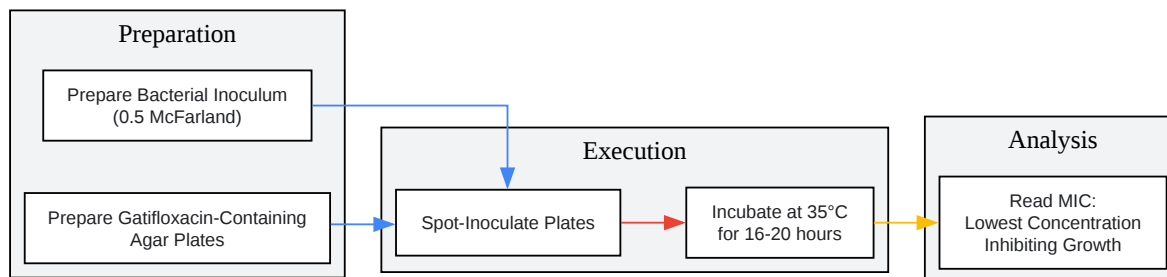 Preparation
Prepare Bacterial Inoculum
(0.5 McFarland)
Prepare Gatifloxacin-Containing
Agar Plates
Execution
Spot-Inoculate Plates
Incubate at 35°C
for 16-20 hours
Analysis
Read MIC:
Lowest Concentration
Inhibiting Growth